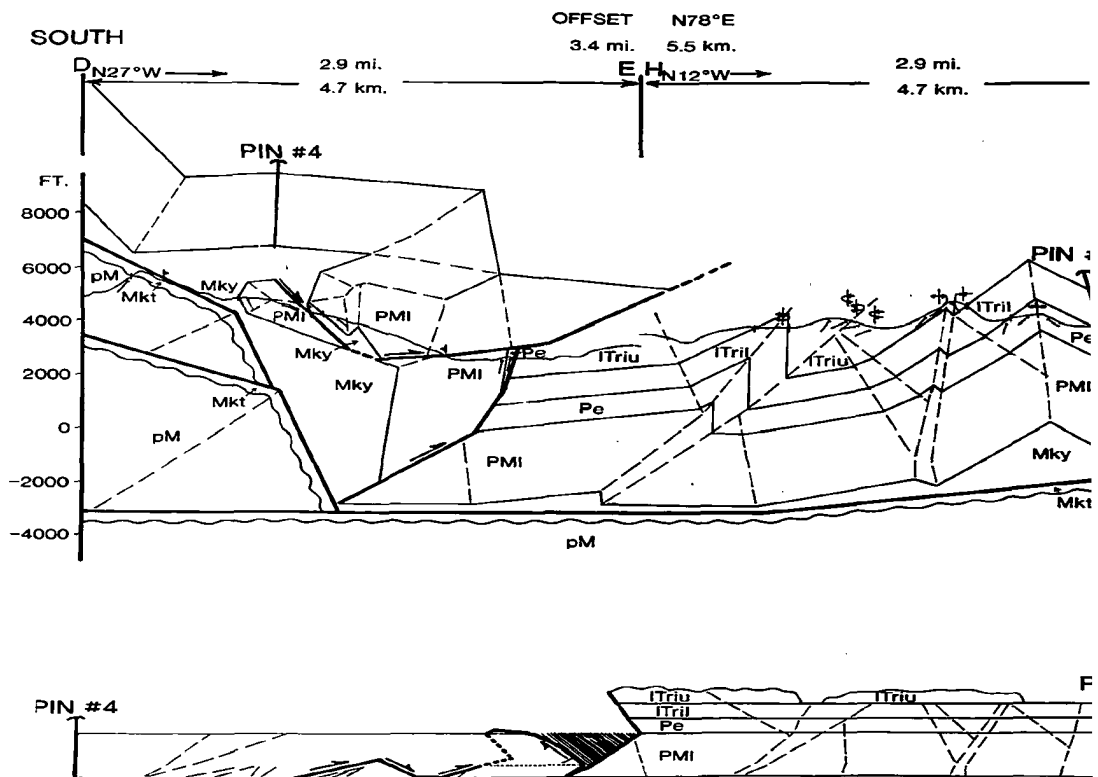 OFFSET N78°E
SOUTH 3.4 mi. 5.5 km.
D N27°W 2.9 mi. E H N12°W 2.9 mi.
4.7 km. 4.7 km.
PIN #4
FT.
8000
6000
4000
2000
0
-2000
-4000
PIN #
pM
Mkt
Mky
PMl
PMl
Mky
Mky
PMl
Pe
lTriu
lTril
lTriu
lTril
Pe
Pe
PMl
PMl
Mky
Mkt
pM
Mkt
pM
PIN #4
lTriu
lTriu
lTril
Pe
PMl
P